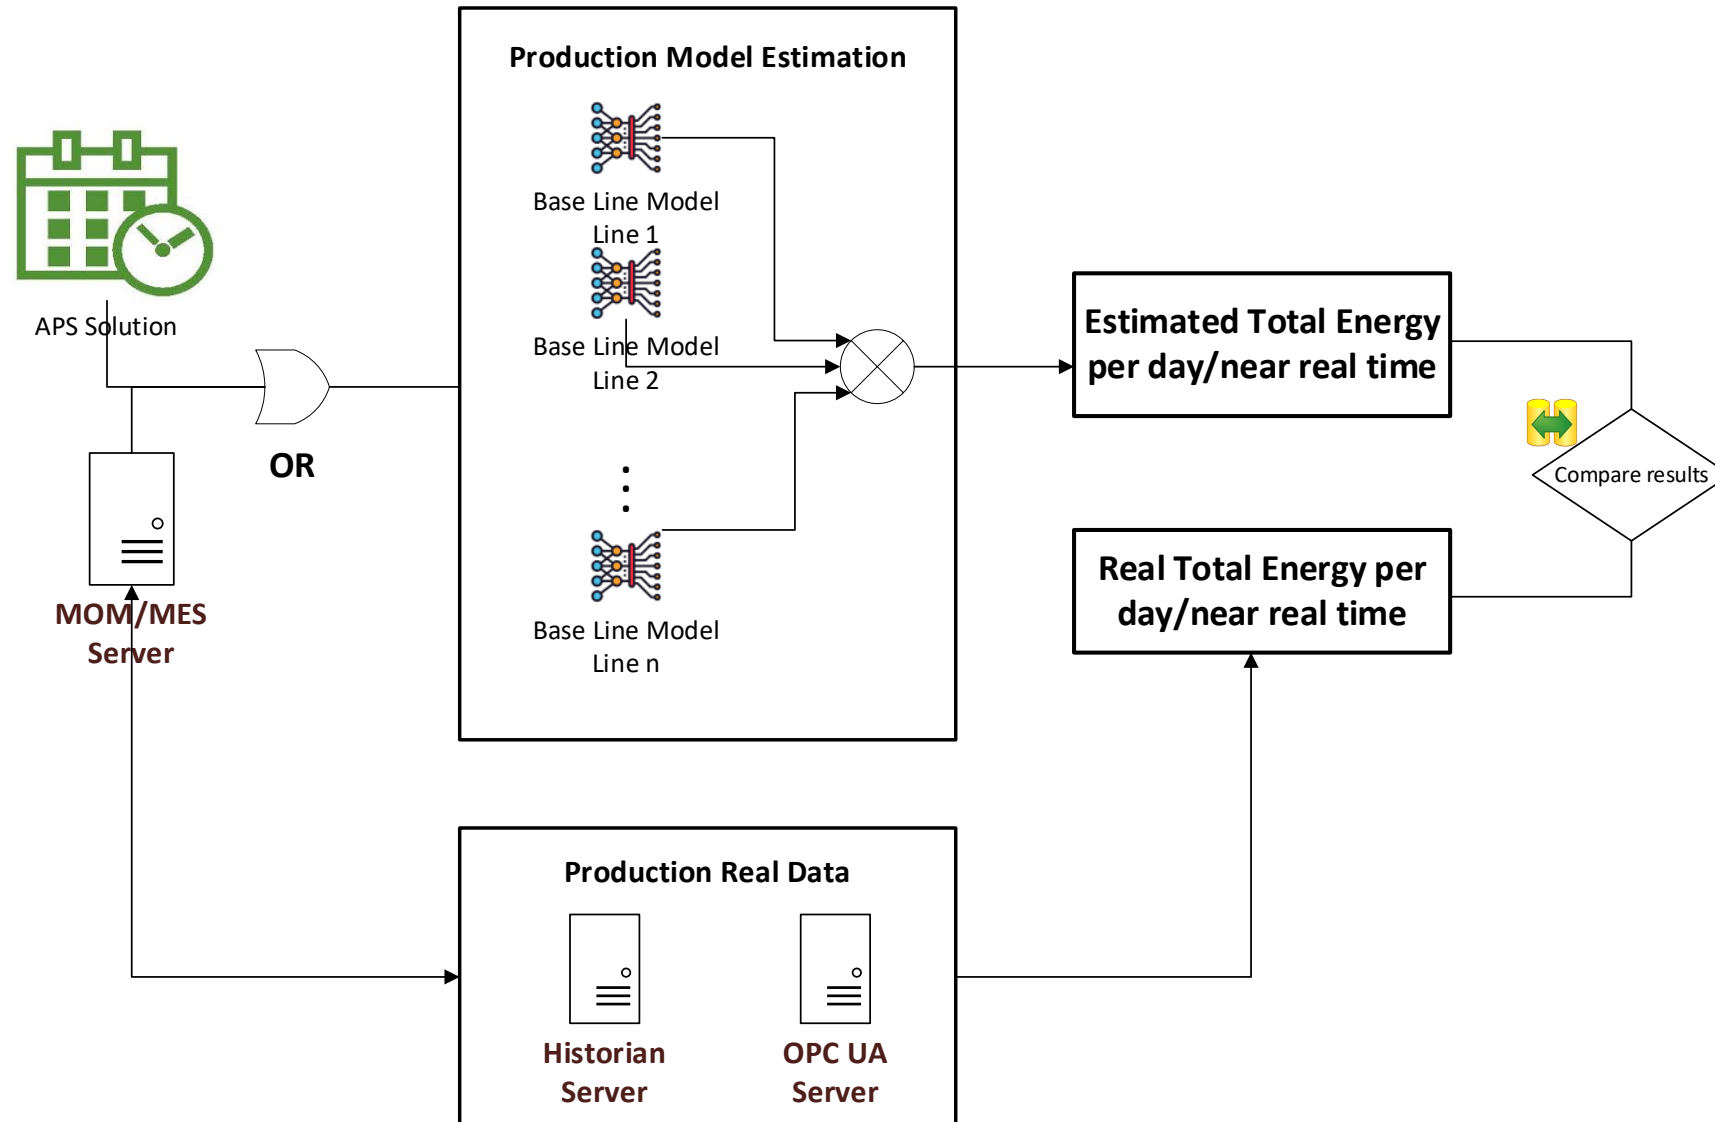 Production Model Estimation
Base Line Model
Line 1
APS Solution
Base Line Model
Line 2
OR
Estimated Total Energy
per day/near real time
Compare results
MOM/MES
Server
Base Line Model
Line n
Real Total Energy per
day/near real time
Production Real Data
Historian
Server
OPC UA
Server